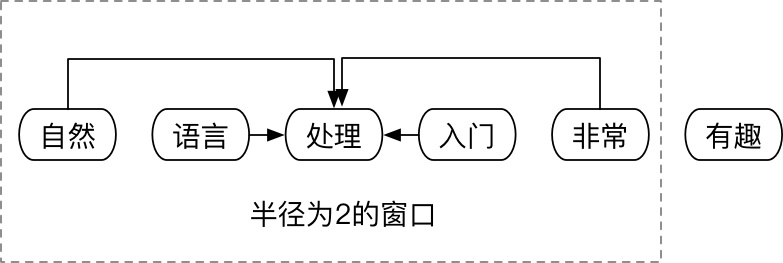 自然 语言 处理 入门 非常 有趣
半径为2的窗口